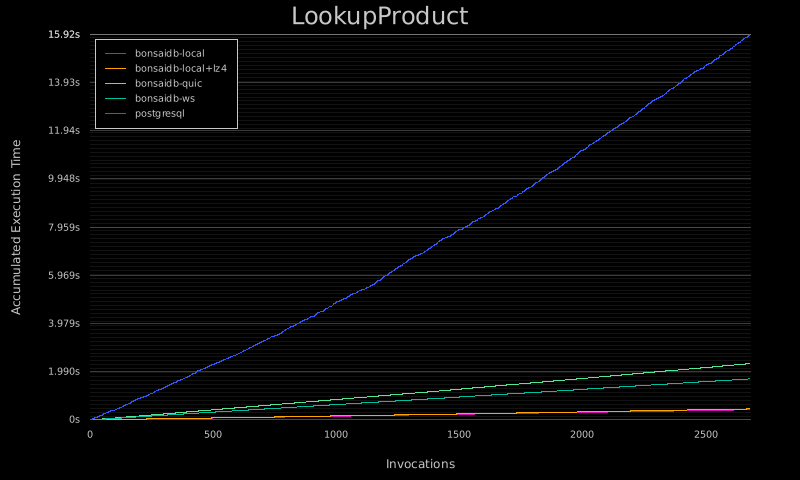 LookupProduct
15.92s
bonsaidb-local
bonsaidb-local+lz4
bonsaidb-quic
bonsaidb-ws
postgresql
13.93s
11.94s
9.948s
7.959s
5.969s
3.979s
1.990s
0s
Accumulated Execution Time
0 500 1000 1500 2000 2500
Invocations